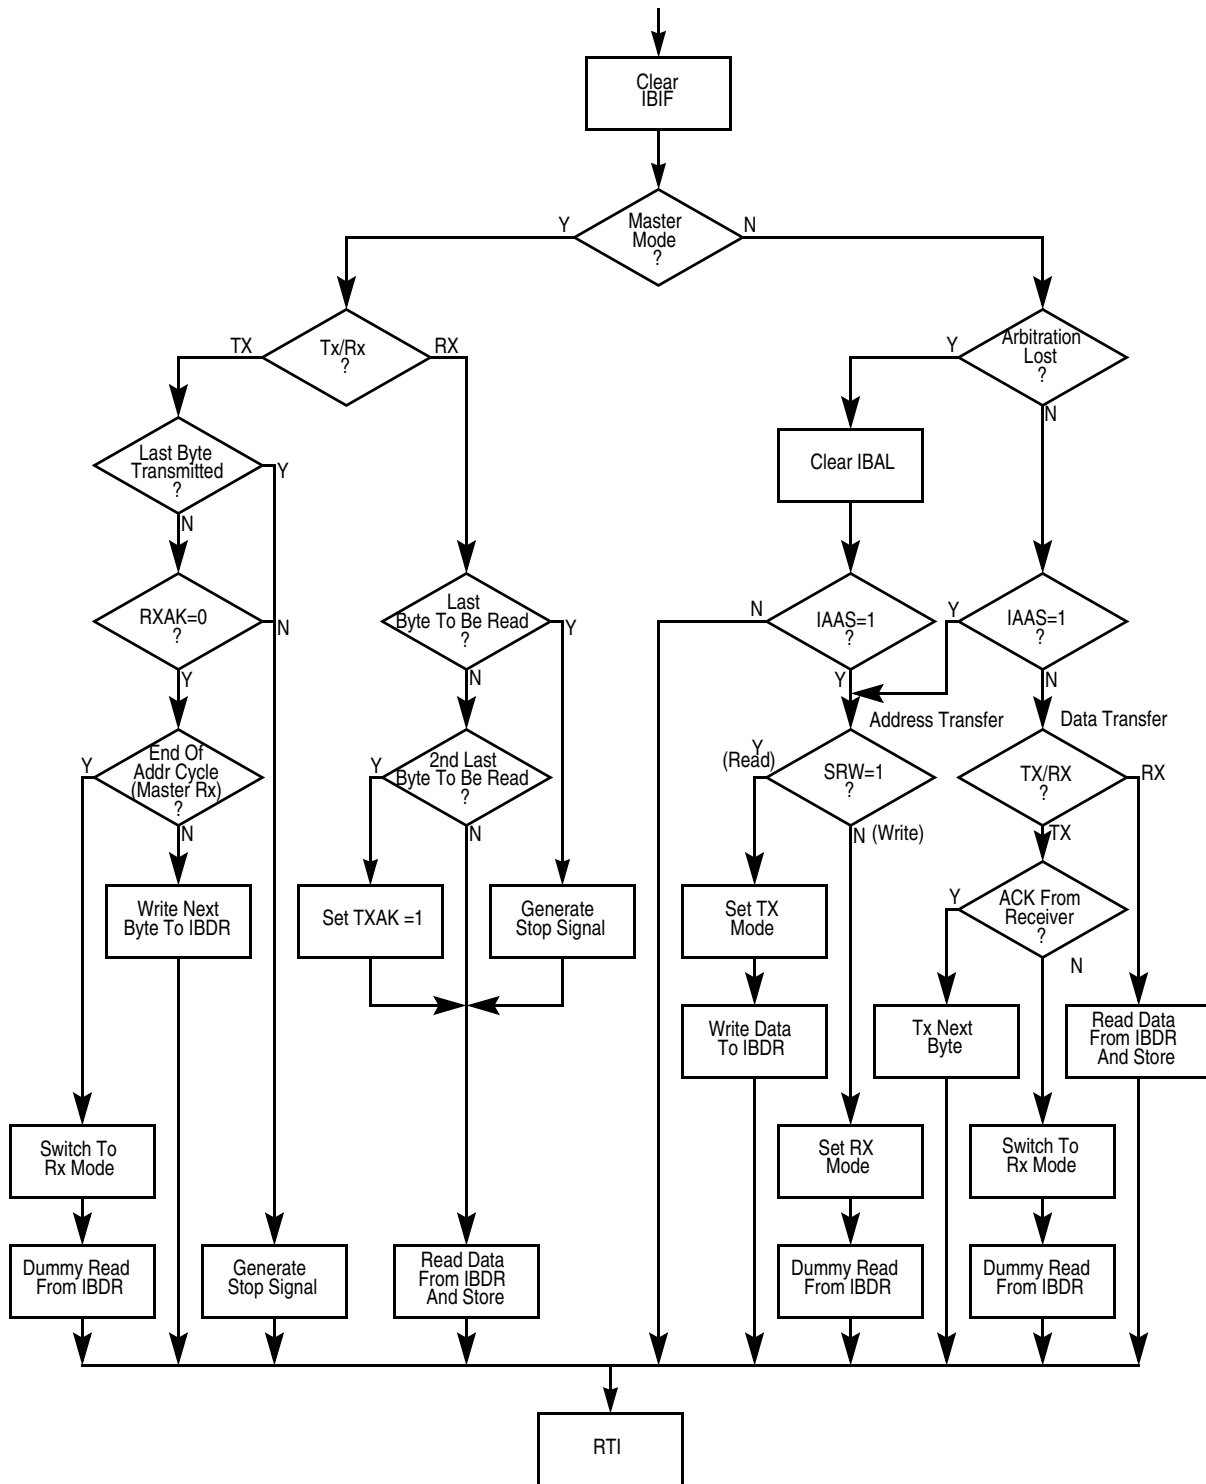 Clear
IBIF
Y
Master
Mode
?
N
TX
Tx/Rx
?
RX
Y
Arbitration
Lost
?
N
Last Byte
Transmitted
?
Y
N
Clear IBAL
RXAK=0
?
N
Y
Last
Byte To Be Read
?
Y
N
N
IAAS=1
?
Y
Y
IAAS=1
?
N
Address Transfer
Data Transfer
Y
End Of
Addr Cycle
(Master Rx)
?
N
Y
2nd Last
Byte To Be Read
?
N
Y
(Read)
SRW=1
?
N (Write)
TX/RX
?
RX
TX
Write Next
Byte To IBDR
Set TXAK =1
Generate
Stop Signal
Set TX
Mode
Y
ACK From
Receiver
?
N
Write Data
To IBDR
Tx Next
Byte
Read Data
From IBDR
And Store
Switch To
Rx Mode
Set RX
Mode
Switch To
Rx Mode
Dummy Read
From IBDR
Generate
Stop Signal
Read Data
From IBDR
And Store
Dummy Read
From IBDR
Dummy Read
From IBDR
RTI